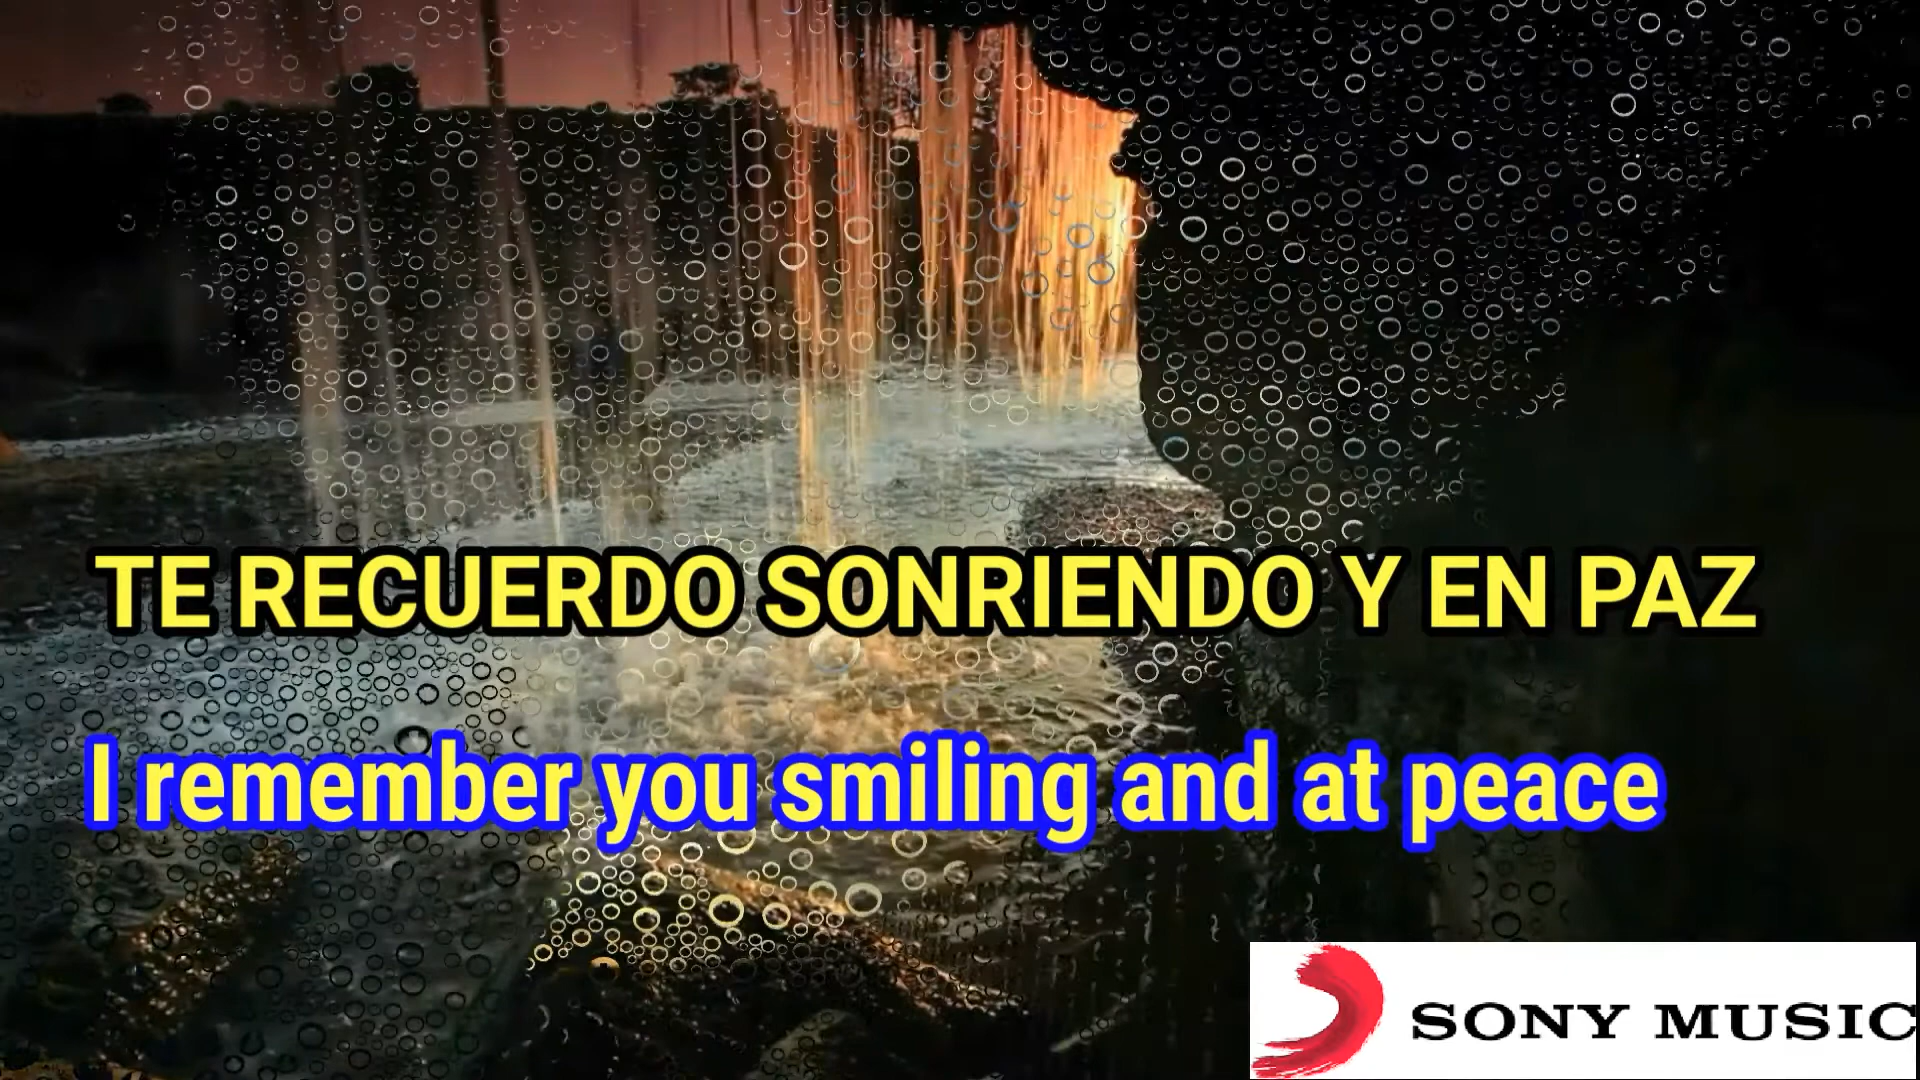 TE RECUERDO SONRIENDO Y EN PAZ
I remember you smiling and at peace
SONY MUSIC